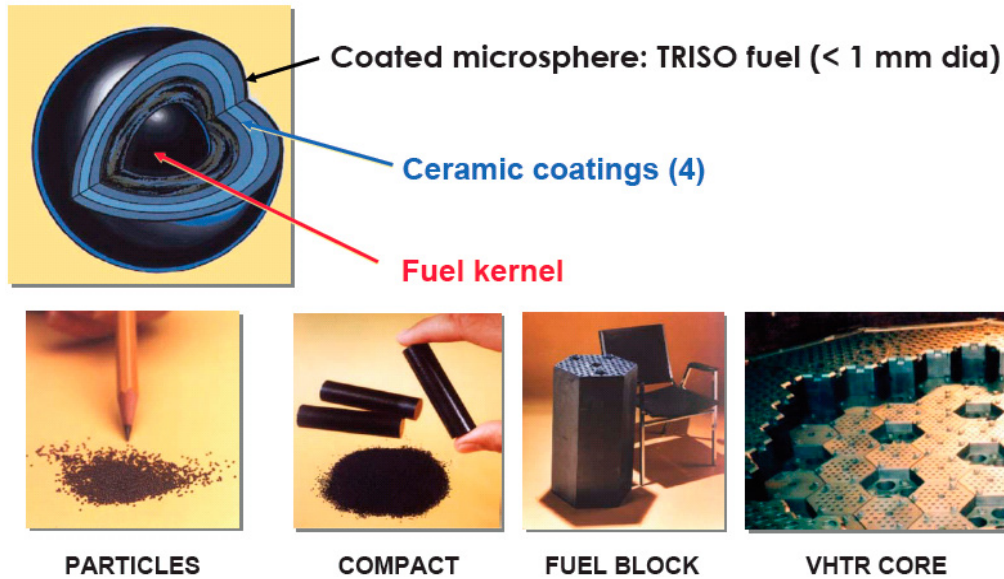 Coated microsphere: TRISO fuel (< 1 mm dia)
Ceramic coatings (4)
Fuel kernel
PARTICLES
COMPACT
FUEL BLOCK
VHTR CORE